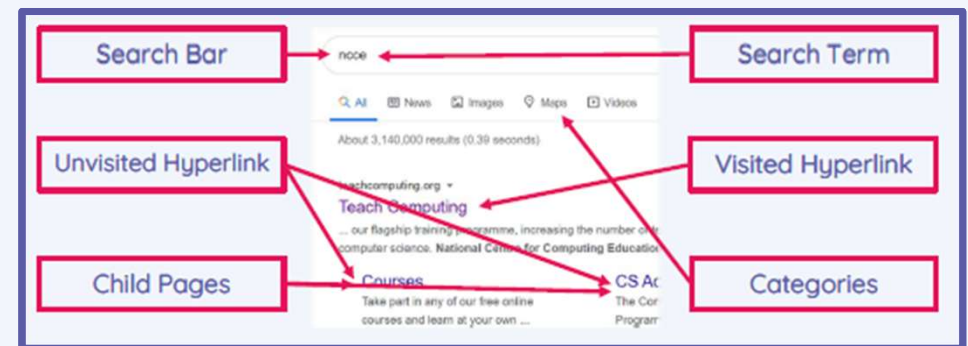 Search Bar
Search Term
ncce
All News Images Maps Videos
About 3,140,000 results (0.39 seconds)
Unvisited Hyperlink
Visited Hyperlink
teachcomputing.org
Teach Computing
... our flagship training programme, increasing the number
computer science. National Centre for Computing Education
Child Pages
Categories
Courses
CS Ac
Take part in any of our free online
The Cor
courses and learn at your own ...
Program